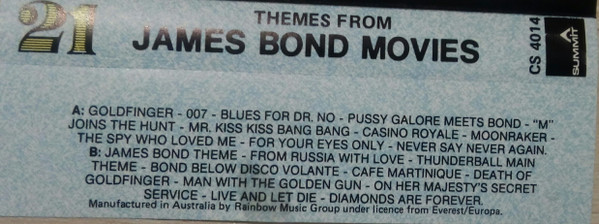 21
THEMES FROM
JAMES BOND MOVIES
CS 4014
SUMMIT
A: GOLDFINGER - 007 - BLUES FOR DR. NO - PUSSY GALORE MEETS BOND - "M"
JOINS THE HUNT - MR. KISS KISS BANG BANG - CASINO ROYALE - MOONRAKER -
THE SPY WHO LOVED ME - FOR YOUR EYES ONLY - NEVER SAY NEVER AGAIN.
B: JAMES BOND THEME - FROM RUSSIA WITH LOVE - THUNDERBALL MAIN
THEME - BOND BELOW DISCO VOLANTE - CAFE MARTINIQUE - DEATH OF
GOLDFINGER - MAN WITH THE GOLDEN GUN - ON HER MAJESTY'S SECRET
SERVICE - LIVE AND LET DIE - DIAMONDS ARE FOREVER.
Manufactured in Australia by Rainbow Music Group under licence from Everest/Europa.